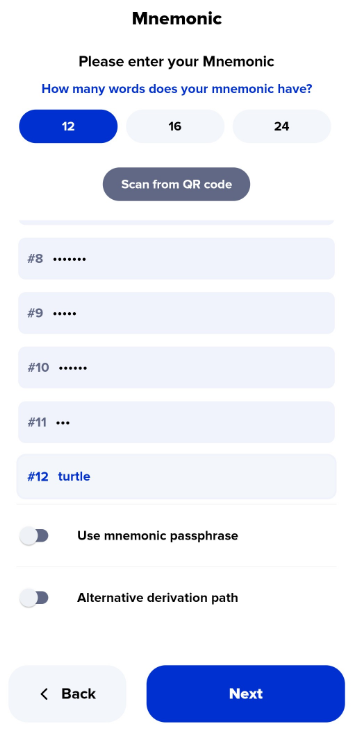 Mnemonic
Please enter your Mnemonic
How many words does your mnemonic have?
12 16 24
Scan from QR code
#8 •••••••
#9 •••••
#10 ••••••
#11 •••
#12 turtle
Use mnemonic passphrase
Alternative derivation path
Back Next